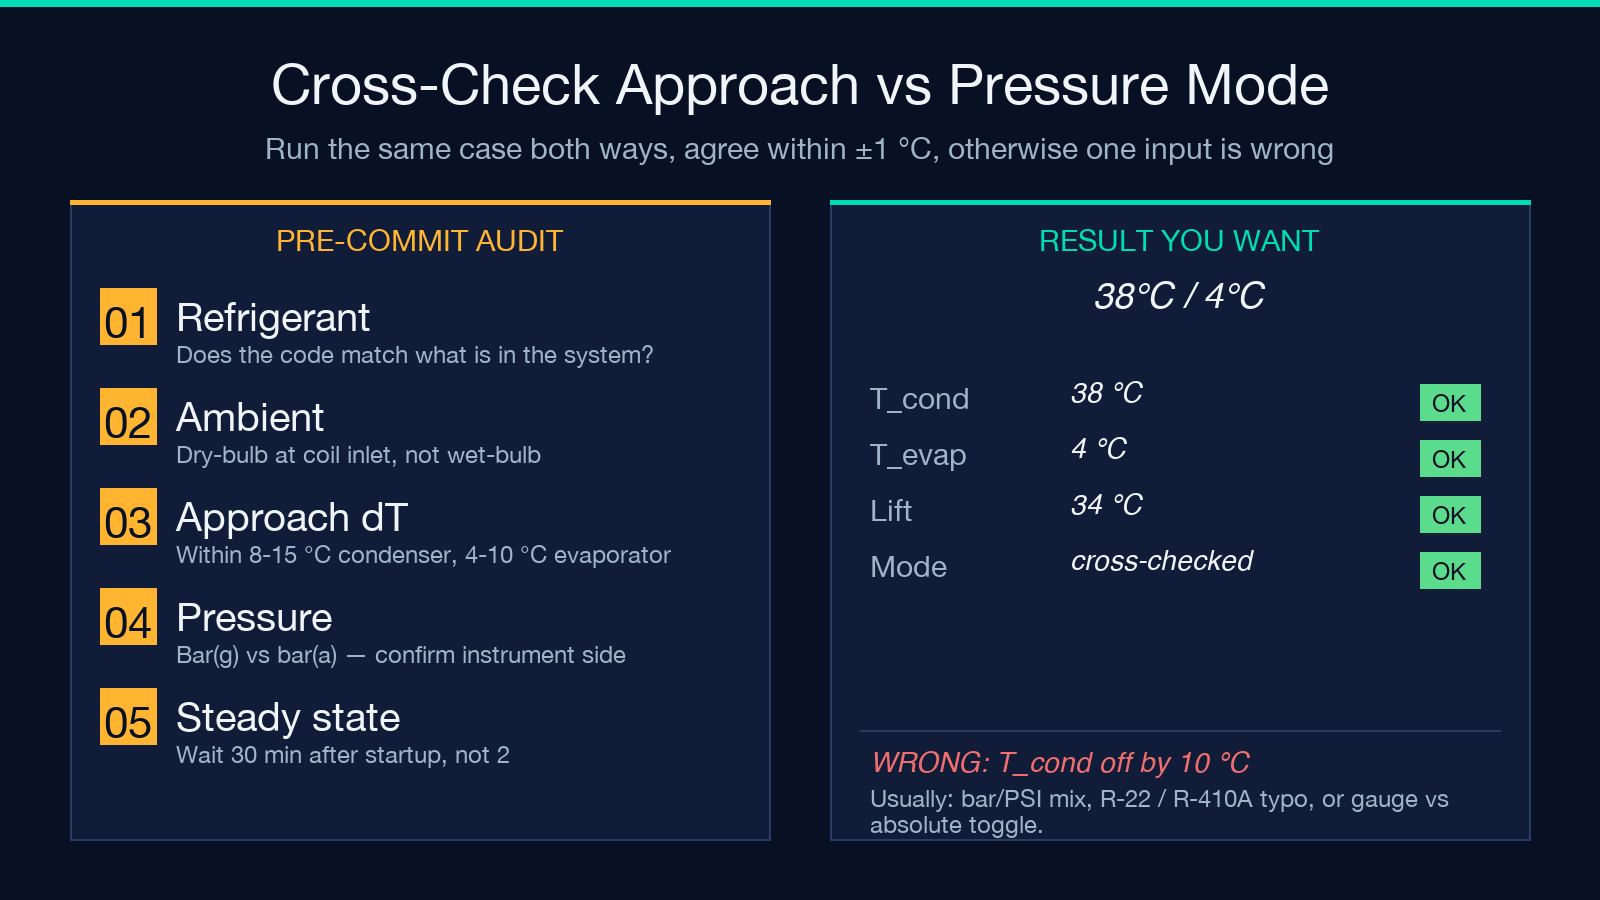 Cross-Check Approach vs Pressure Mode
Run the same case both ways, agree within ±1 °C, otherwise one input is wrong
PRE-COMMIT AUDIT
01 Refrigerant
Does the code match what is in the system?
02 Ambient
Dry-bulb at coil inlet, not wet-bulb
03 Approach dT
Within 8-15 °C condenser, 4-10 °C evaporator
04 Pressure
Bar(g) vs bar(a) — confirm instrument side
05 Steady state
Wait 30 min after startup, not 2
RESULT YOU WANT
38°C / 4°C
T_cond 38 °C OK
T_evap 4 °C OK
Lift 34 °C OK
Mode cross-checked OK
WRONG: T_cond off by 10 °C
Usually: bar/PSI mix, R-22 / R-410A typo, or gauge vs
absolute toggle.